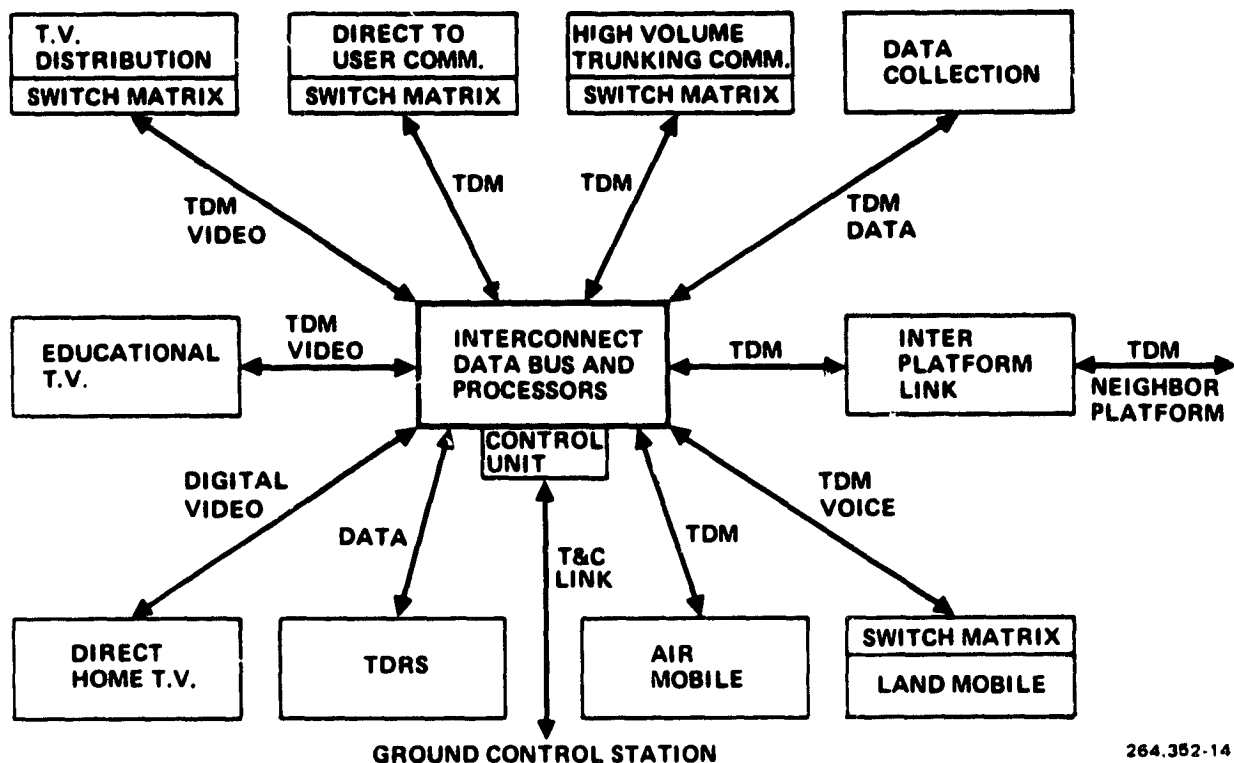 T.V.
DISTRIBUTION
SWITCH MATRIX
DIRECT TO
USER COMM.
SWITCH MATRIX
HIGH VOLUME
TRUNKING COMM.
SWITCH MATRIX
DATA
COLLECTION
TDM
VIDEO
TDM
TDM
TDM
DATA
EDUCATIONAL
T.V.
TDM
VIDEO
INTERCONNECT
DATA BUS AND
PROCESSORS
CONTROL
UNIT
TDM
INTER
PLATFORM
LINK
TDM
NEIGHBOR
PLATFORM
DIGITAL
VIDEO
DATA
T&C
LINK
TDM
TDM
VOICE
DIRECT
HOME T.V.
TDRS
AIR
MOBILE
SWITCH MATRIX
LAND MOBILE
GROUND CONTROL STATION
264.352-14